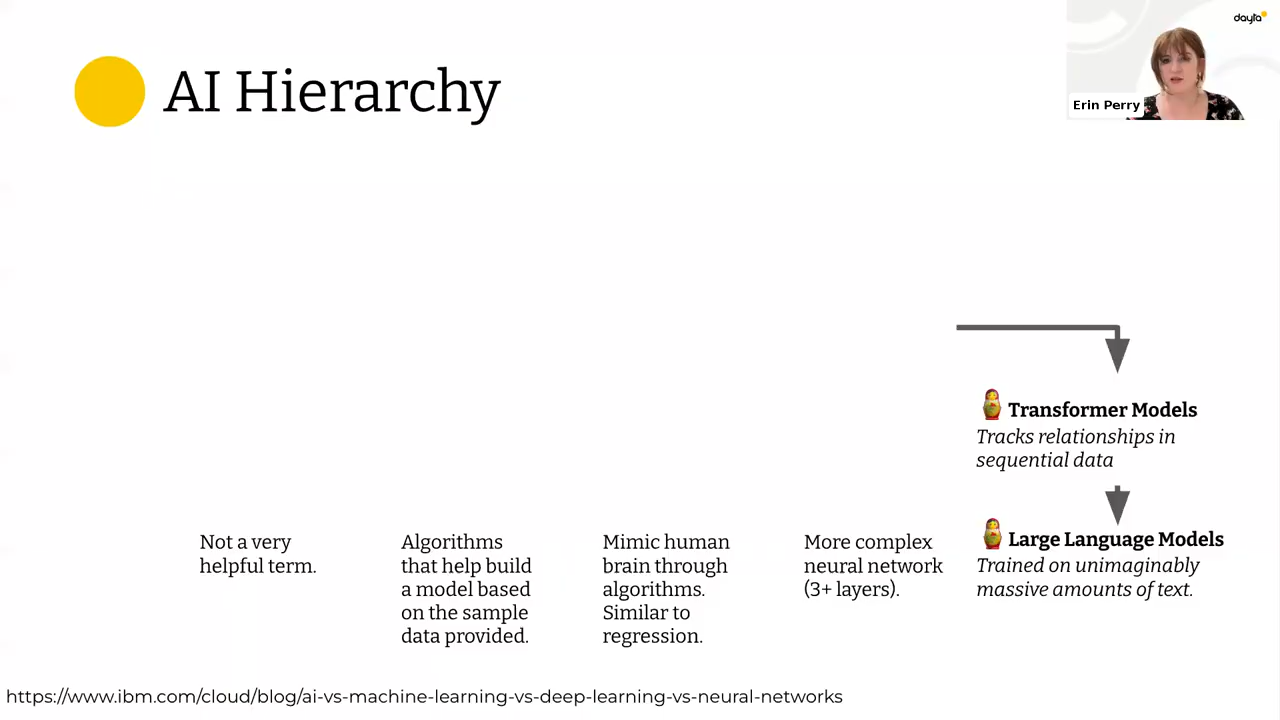 dayta
AI Hierarchy
Erin Perry
Transformer Models
Tracks relationships in
sequential data
Not a very
helpful term.
Algorithms
that help build
a model based
on the sample
data provided.
Mimic human
brain through
algorithms.
Similar to
regression.
More complex
neural network
(3+ layers).
Large Language Models
Trained on unimaginably
massive amounts of text.
https://www.ibm.com/cloud/blog/ai-vs-machine-learning-vs-deep-learning-vs-neural-networks